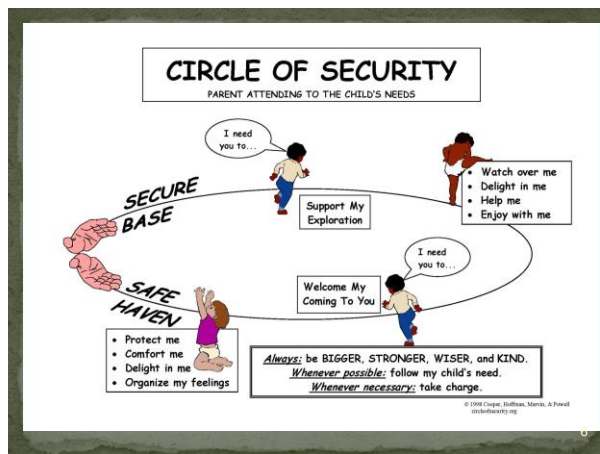 CIRCLE OF SECURITY
PARENT ATTENDING TO THE CHILD'S NEEDS
I need
you to...
SECURE
BASE
Support My
Exploration
• Watch over me
• Delight in me
• Help me
• Enjoy with me
I need
you to...
Welcome My
Coming To You
SAFE
HAVEN
• Protect me
• Comfort me
• Delight in me
• Organize my feelings
Always: be BIGGER, STRONGER, WISER, and KIND.
Whenever possible: follow my child's need.
Whenever necessary: take charge.
© 1998 Cooper, Hoffman, Marvin, & Powell
circleofsecurity.org
6